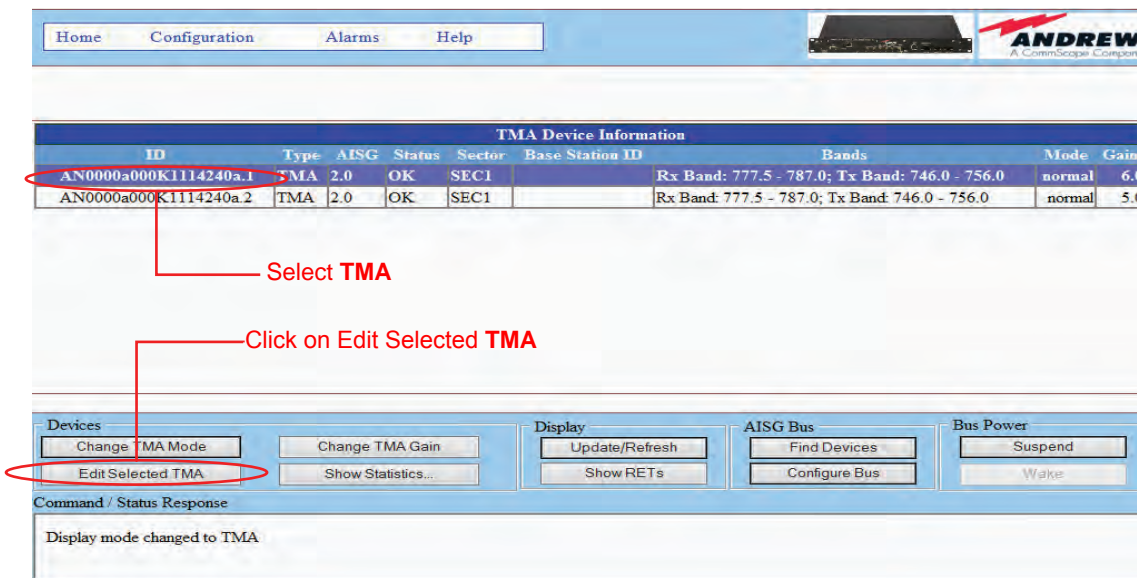 Home Configuration Alarms Help
ANDREW
A CommScope Compan
TMA Device Information
ID Type AISG Status Sector Base Station ID Bands Mode Gain
AN0000a000K1114240a.1 TMA 2.0 OK SEC1 Rx Band: 777.5 - 787.0; Tx Band: 746.0 - 756.0 normal 6.0
AN0000a000K1114240a.2 TMA 2.0 OK SEC1 Rx Band: 777.5 - 787.0; Tx Band: 746.0 - 756.0 normal 5.0
Select TMA
Click on Edit Selected TMA
Devices Display AISG Bus Bus Power
Change TMA Mode Change TMA Gain Update/Refresh Find Devices Suspend
Edit Selected TMA Show Statistics... Show RETs Configure Bus Wake
Command / Status Response
Display mode changed to TMA